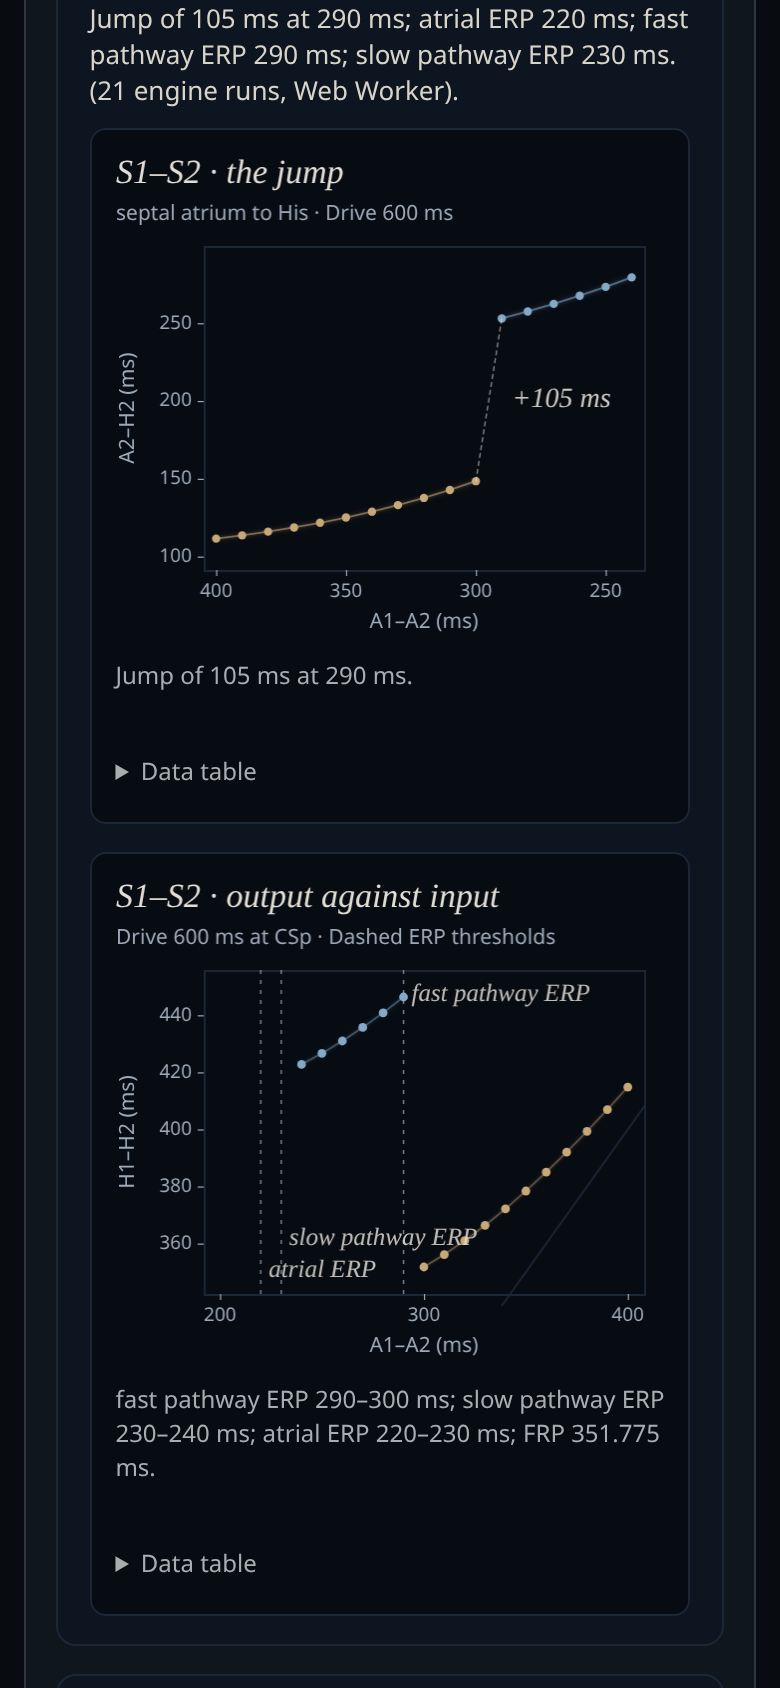 Jump of 105 ms at 290 ms; atrial ERP 220 ms; fast
pathway ERP 290 ms; slow pathway ERP 230 ms.
(21 engine runs, Web Worker).
S1–S2 · the jump
septal atrium to His · Drive 600 ms
250
200
150
100
A2–H2 (ms)
+105 ms
400 350 300 250
A1–A2 (ms)
Jump of 105 ms at 290 ms.
▶ Data table
S1–S2 · output against input
Drive 600 ms at CSp · Dashed ERP thresholds
fast pathway ERP
440
420
400
380
360
H1–H2 (ms)
slow pathway ERP
atrial ERP
200 300 400
A1–A2 (ms)
fast pathway ERP 290–300 ms; slow pathway ERP
230–240 ms; atrial ERP 220–230 ms; FRP 351.775
ms.
▶ Data table